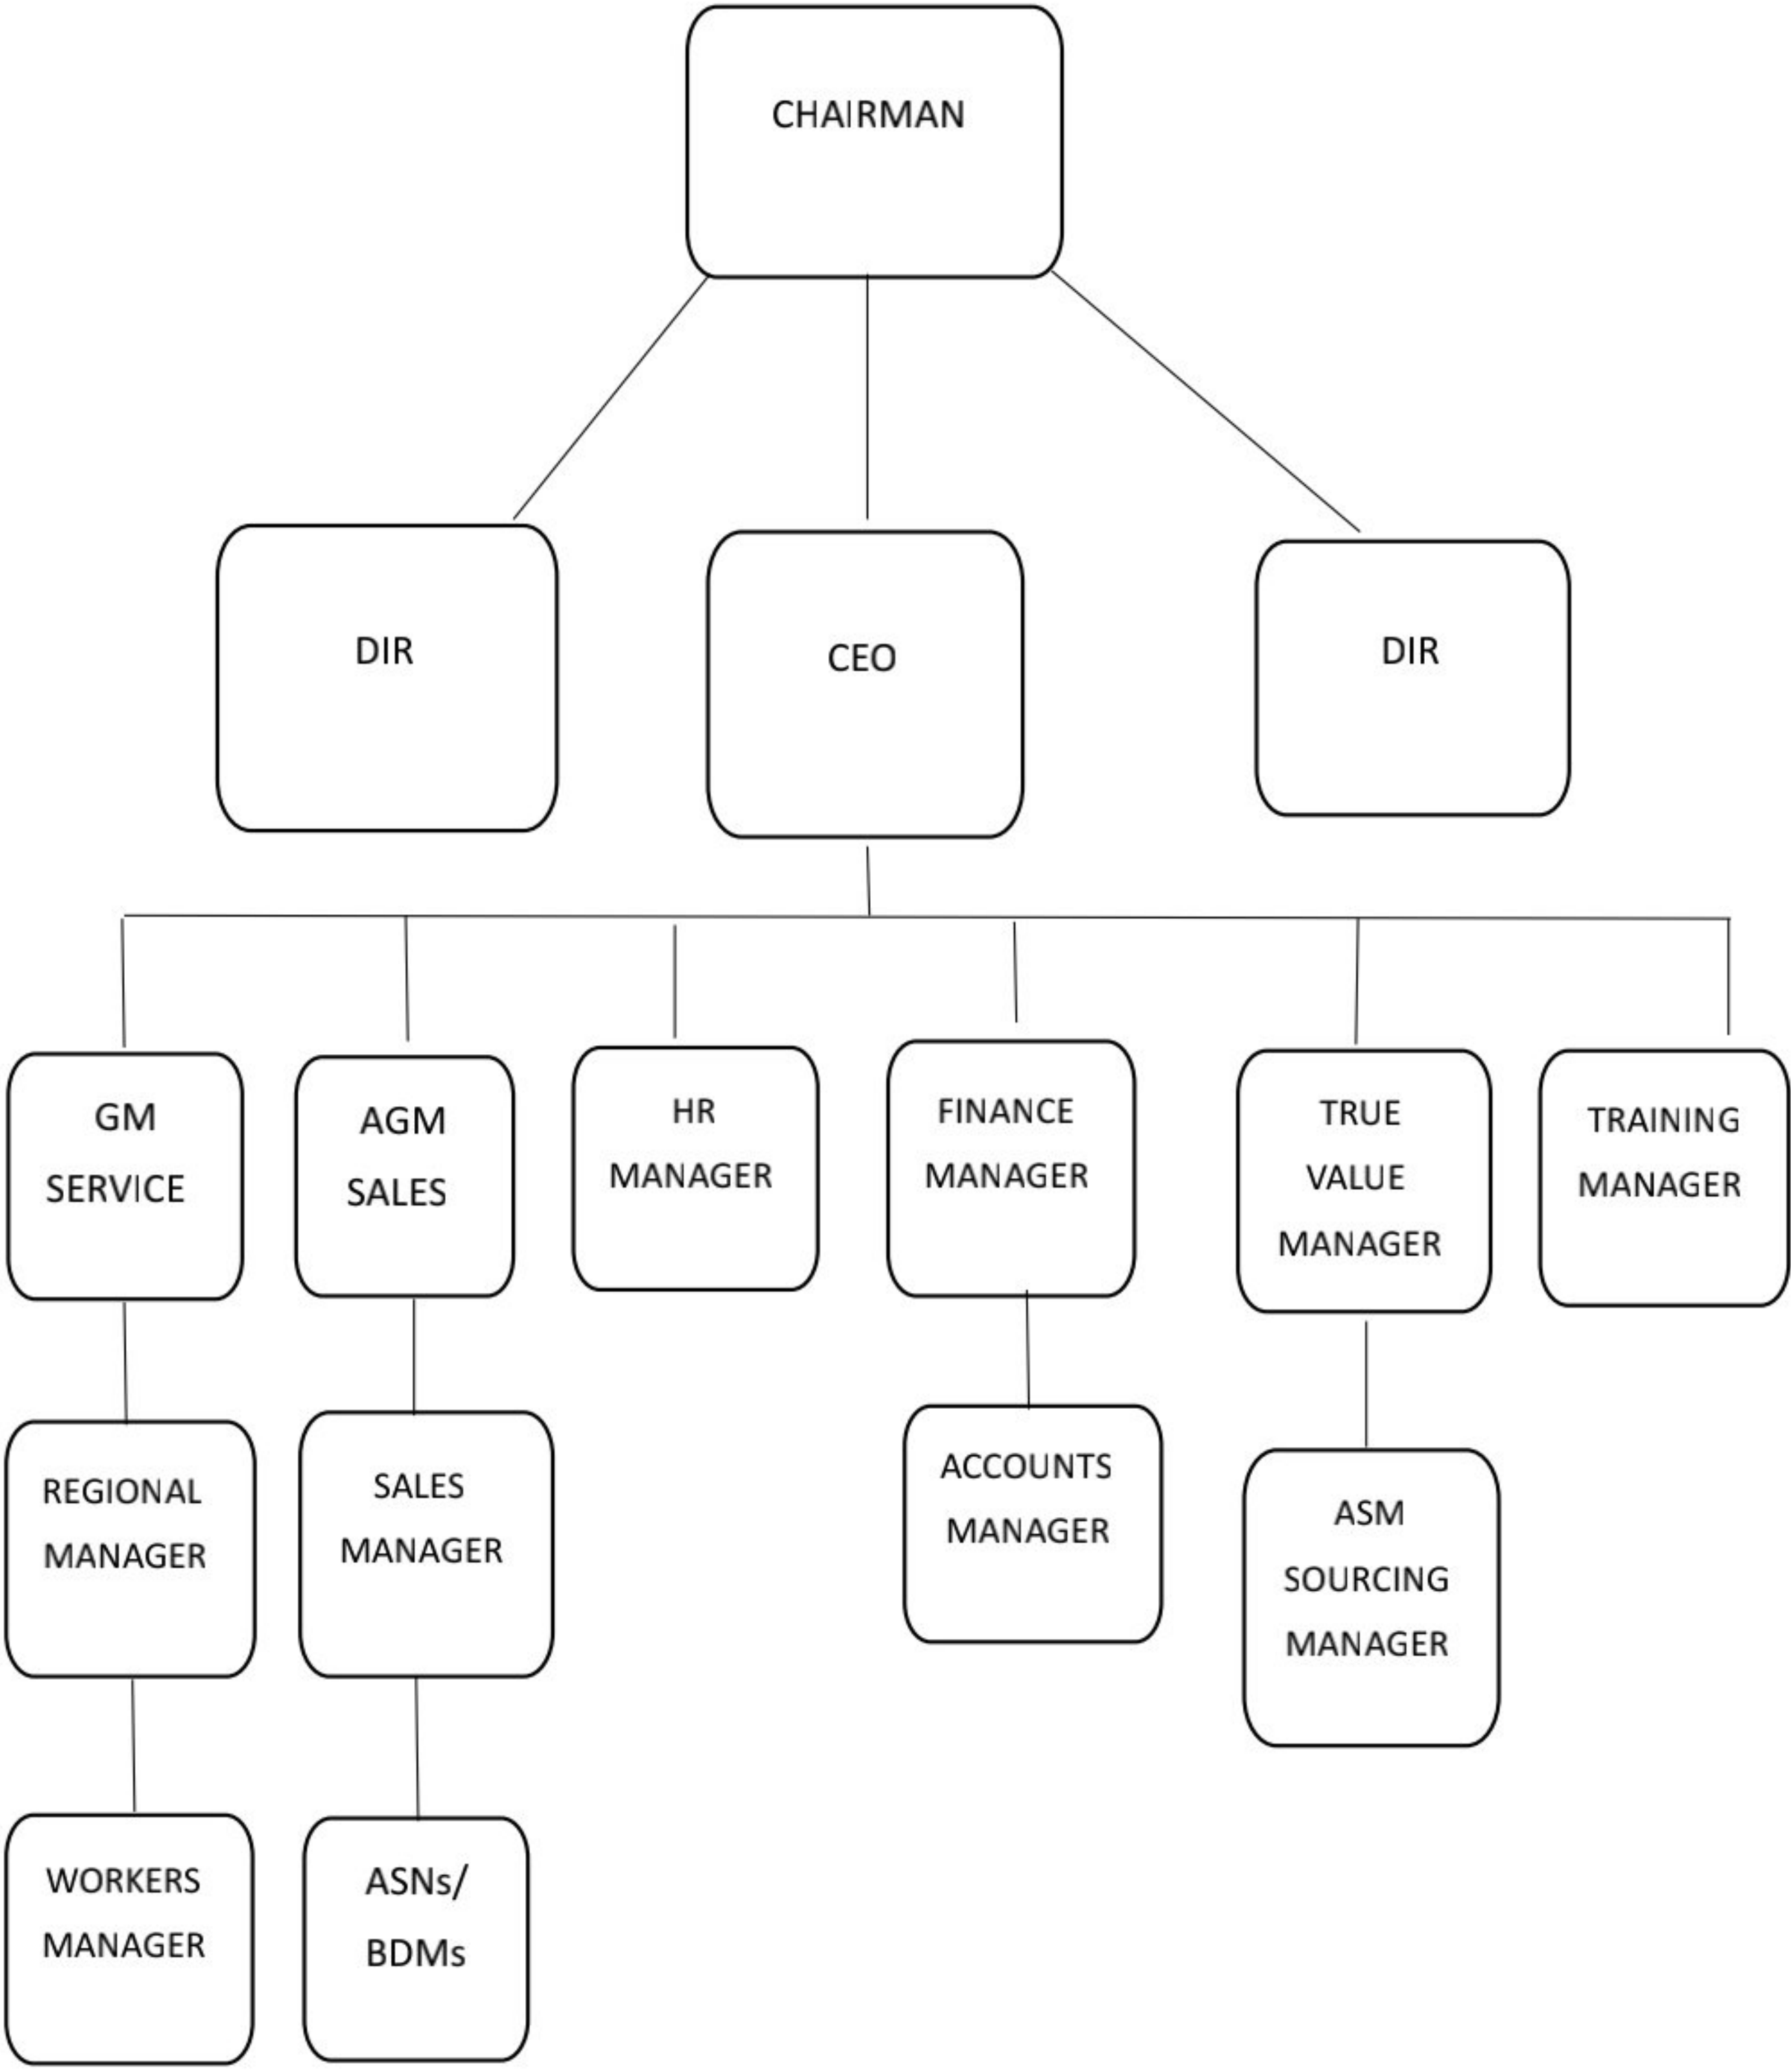 CHAIRMAN
DIR
CEO
DIR
GM
SERVICE
AGM
SALES
HR
MANAGER
FINANCE
MANAGER
TRUE
VALUE
MANAGER
TRAINING
MANAGER
REGIONAL
MANAGER
SALES
MANAGER
ACCOUNTS
MANAGER
ASM
SOURCING
MANAGER
WORKERS
MANAGER
ASNs/
BDMs